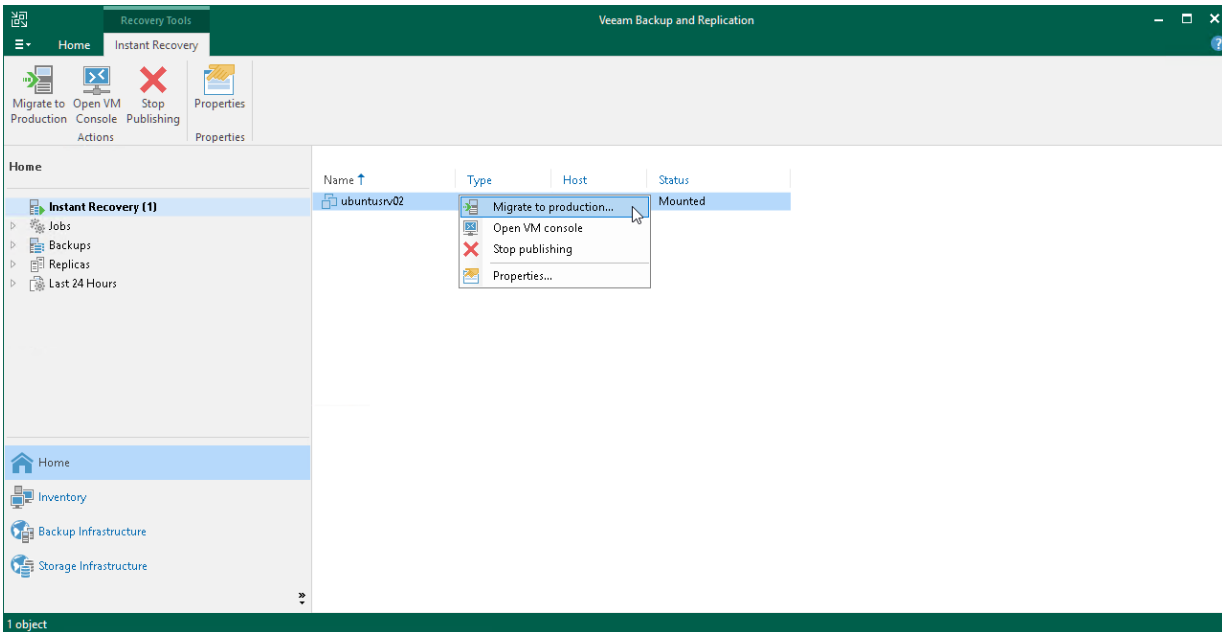 Recovery Tools
Veeam Backup and Replication
Home
Instant Recovery
?
Migrate to Production
Open VM Console
Stop Publishing
Properties
Actions
Properties
Home
Instant Recovery (1)
Jobs
Backups
Replicas
Last 24 Hours
Name
Type
Host
Status
ubuntusrv02
Mounted
Migrate to production...
Open VM console
Stop publishing
Properties...
Home
Inventory
Backup Infrastructure
Storage Infrastructure
1 object